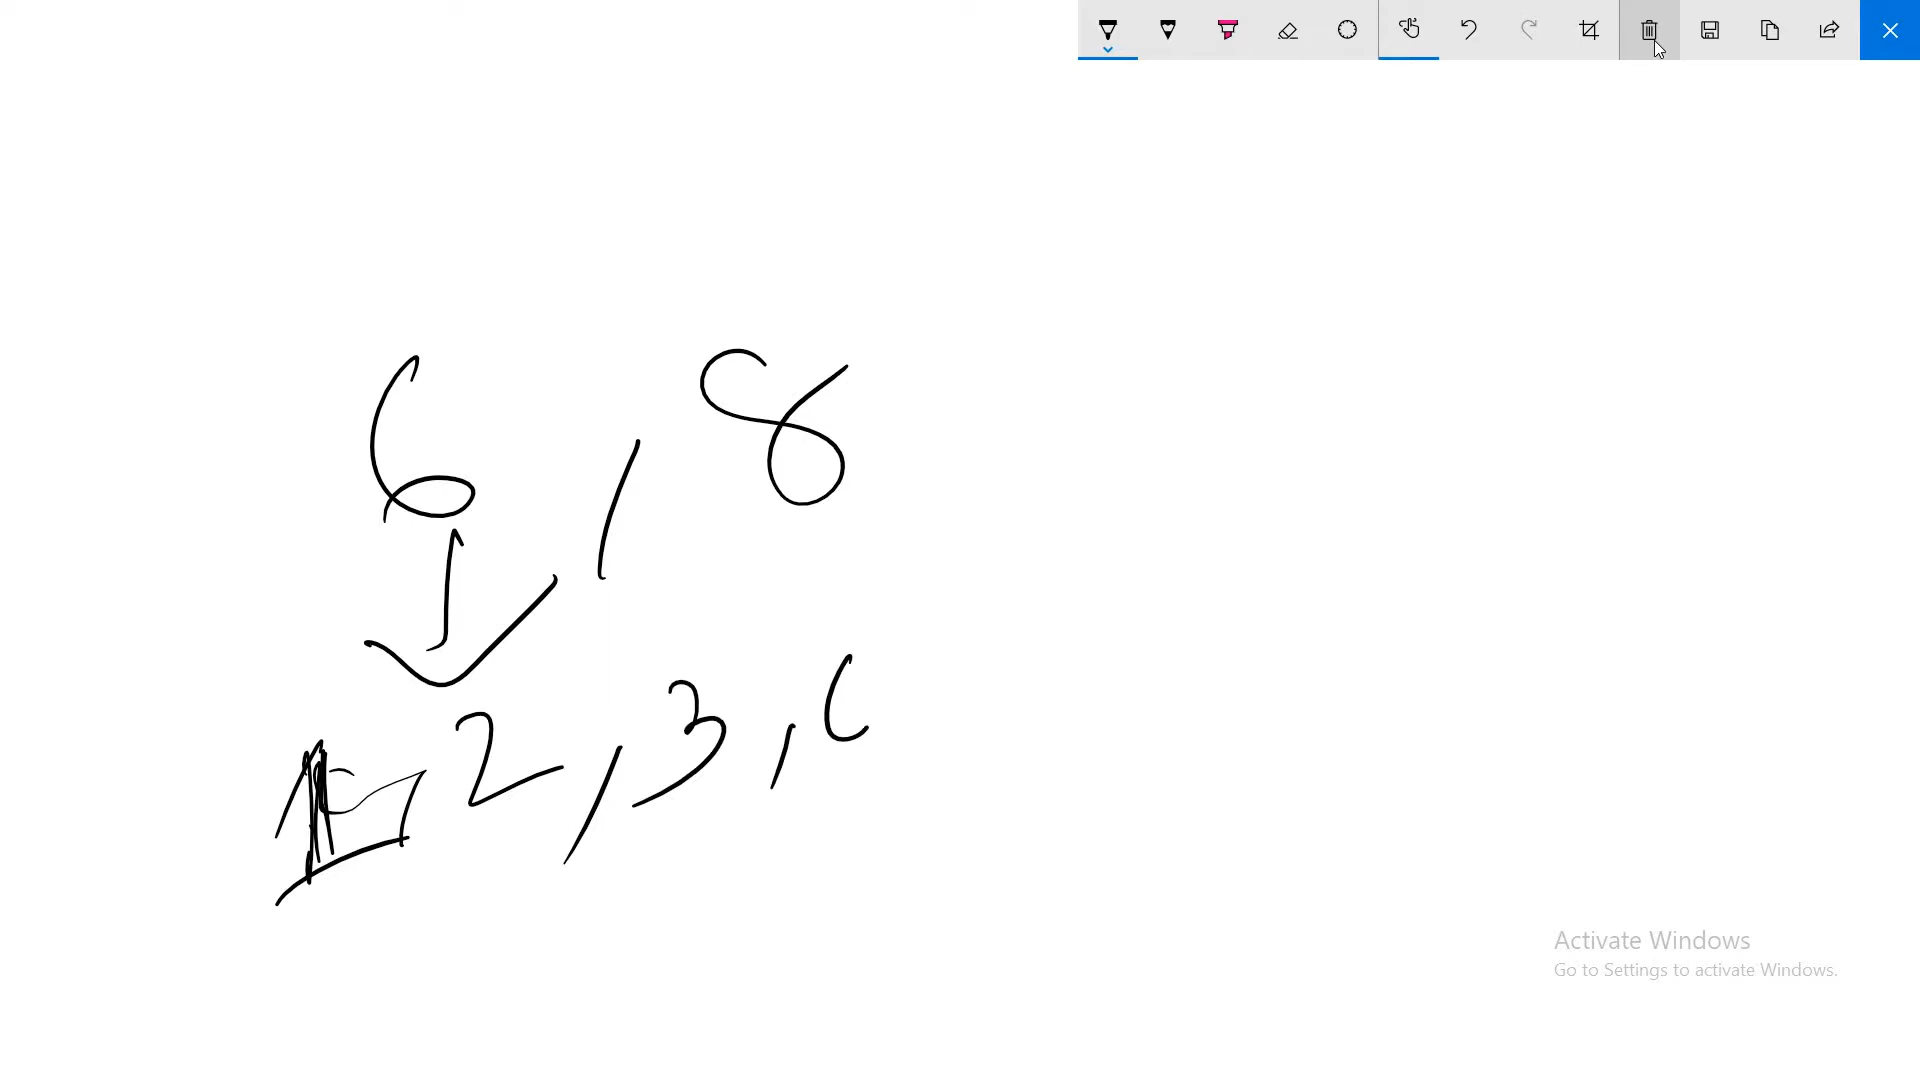 6, 8
2, 3, 6
Activate Windows
Go to Settings to activate Windows.